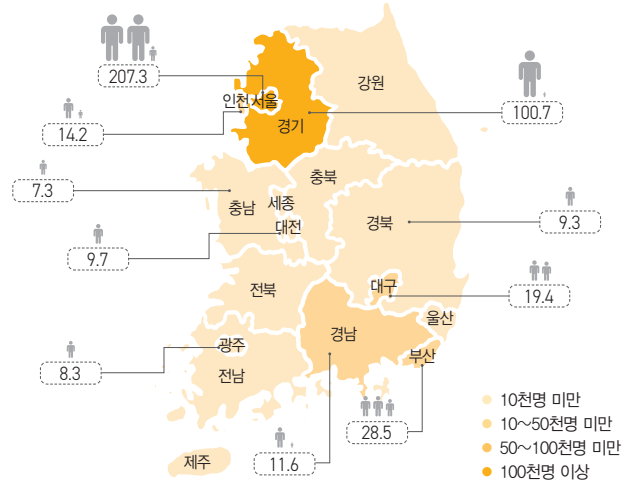 207.3
강원
인천 서울
100.7
14.2
경기
충북
7.3
충남
세종
경북
9.3
대전
9.7
대구
19.4
전북
울산
광주
경남
부산
8.3
전남
10천명 미만
28.5
10~50천명 미만
제주
50~100천명 미만
11.6
100천명 이상